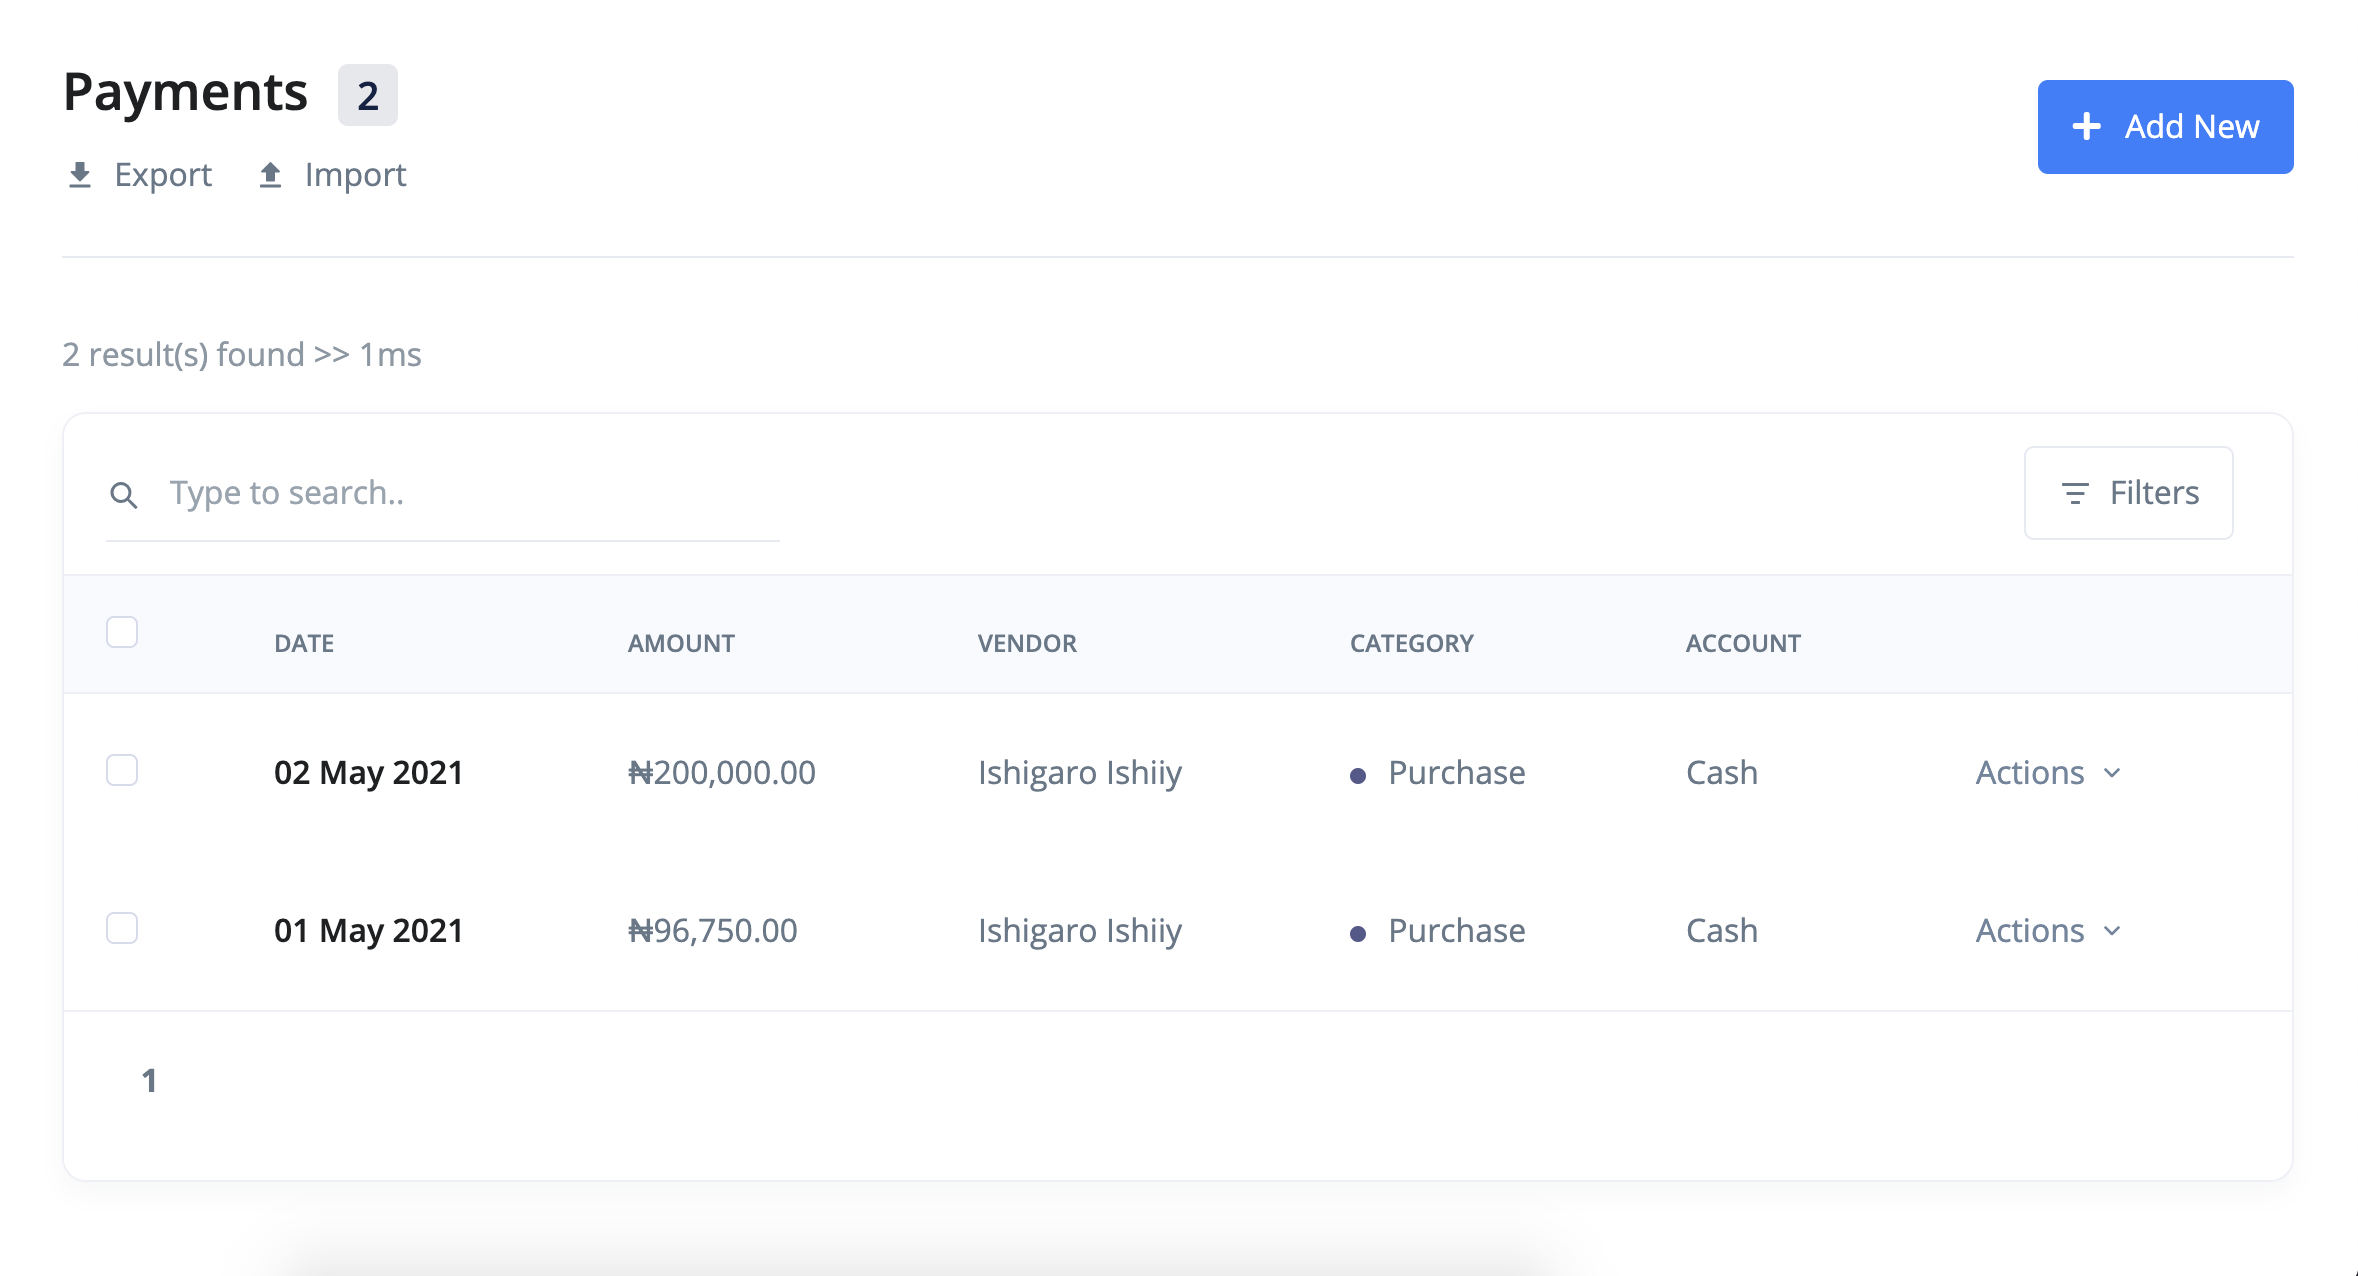 Payments 2
Export Import
Add New
2 result(s) found >> 1ms
Type to search..
Filters
DATE AMOUNT VENDOR CATEGORY ACCOUNT
02 May 2021 ₦200,000.00 Ishigaro Ishiiy Purchase Cash Actions
01 May 2021 ₦96,750.00 Ishigaro Ishiiy Purchase Cash Actions
1